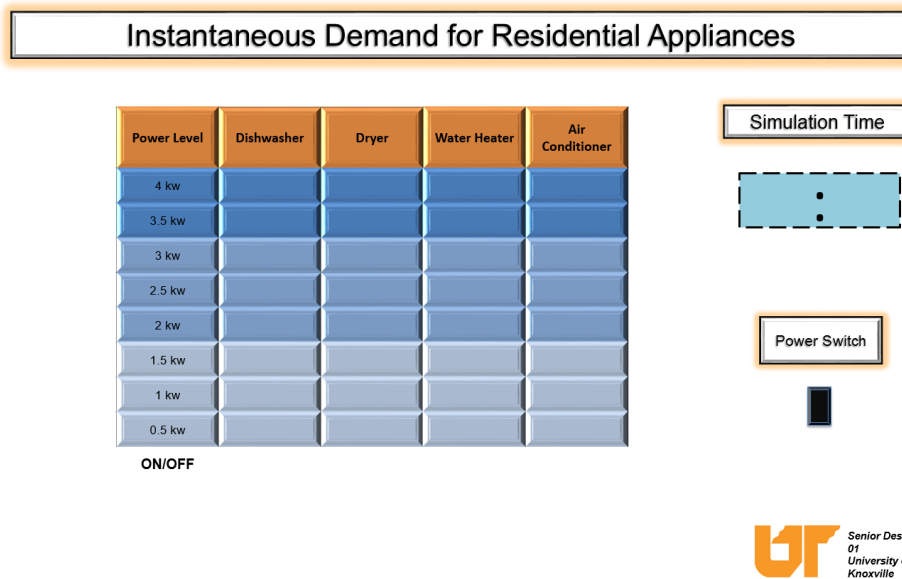 Instantaneous Demand for Residential Appliances
Power Level Dishwasher Dryer Water Heater Air Conditioner
4 kw
3.5 kw
3 kw
2.5 kw
2 kw
1.5 kw
1 kw
0.5 kw
ON/OFF
Simulation Time
:
Power Switch
UT
Senior Des
01
University
Knoxville